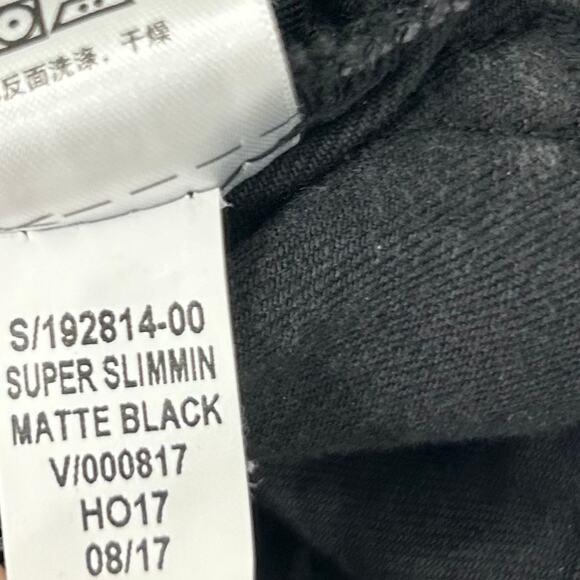 反面洗涤，干燥
S/192814-00
SUPER SLIMMIN
MATTE BLACK
V/000817
HO17
08/17